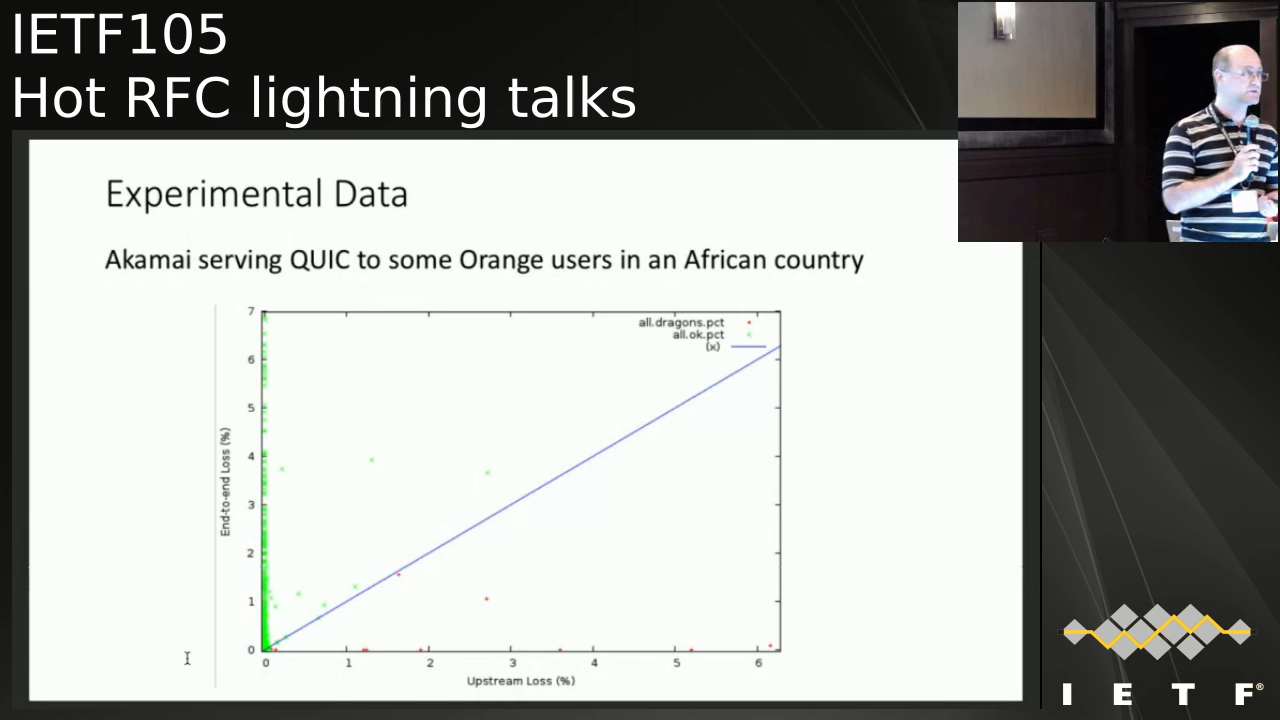 IETF105
Hot RFC lightning talks
Experimental Data
Akamai serving QUIC to some Orange users in an African country
all.dragons.pct
all.ok.pct
(x)
7
6
5
4
3
2
1
0
End-to-end Loss (%)
0 1 2 3 4 5 6
Upstream Loss (%)
I E T F®